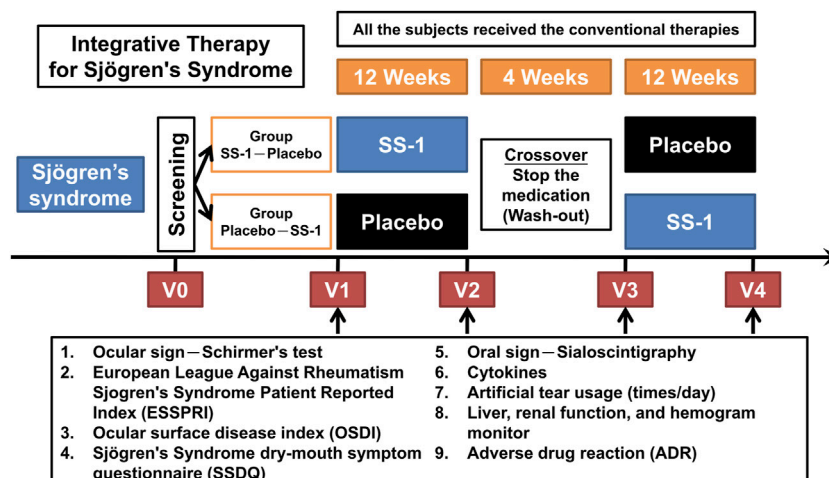 Integrative Therapy
for Sjögren's Syndrome
All the subjects received the conventional therapies
12 Weeks
4 Weeks
12 Weeks
Sjögren's
syndrome
Screening
Group
SS-1—Placebo
Group
Placebo—SS-1
SS-1
Placebo
Crossover
Stop the
medication
(Wash-out)
Placebo
SS-1
V0
V1
V2
V3
V4
1. Ocular sign—Schirmer's test
2. European League Against Rheumatism
Sjogren's Syndrome Patient Reported
Index (ESSPRI)
3. Ocular surface disease index (OSDI)
4. Sjögren's Syndrome dry-mouth symptom
questionnaire (SSDQ)
5. Oral sign—Sialoscintigraphy
6. Cytokines
7. Artificial tear usage (times/day)
8. Liver, renal function, and hemogram
monitor
9. Adverse drug reaction (ADR)